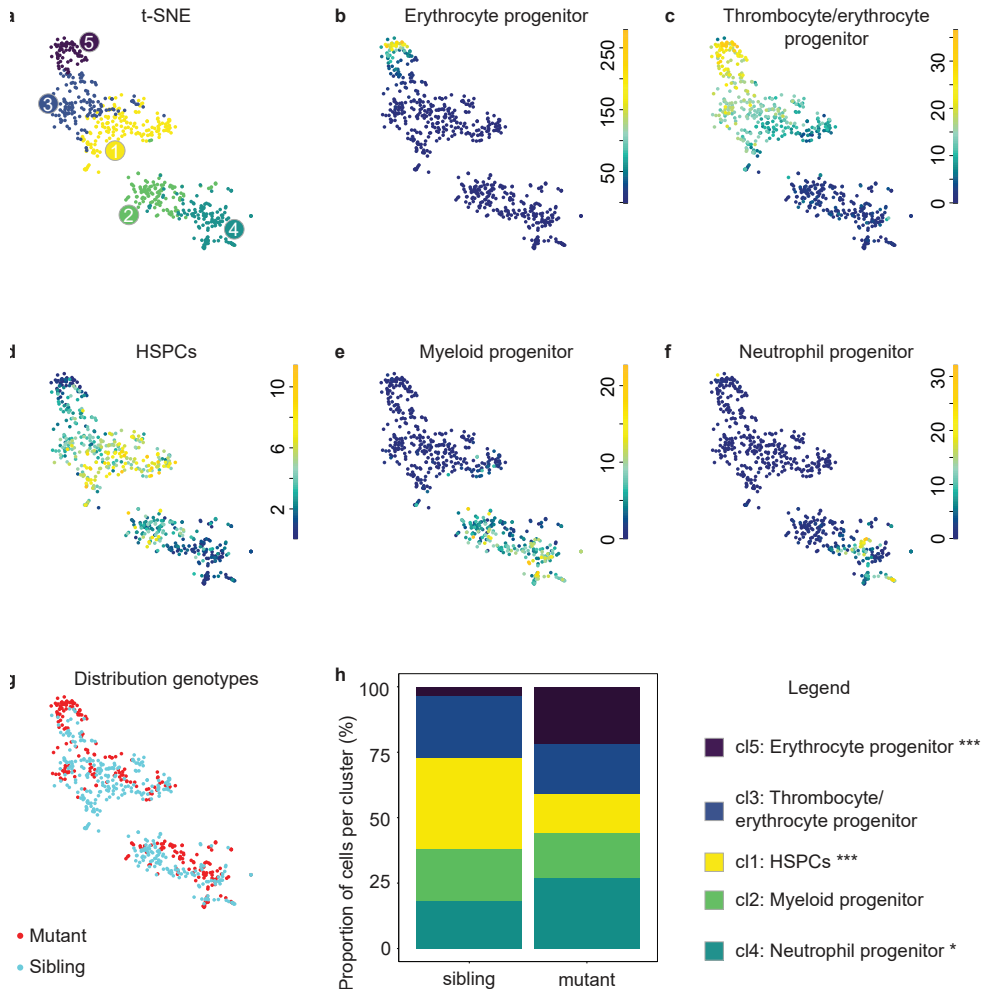 a t-SNE
5
3
1
2
4
b Erythrocyte progenitor
250
150
50
c Thrombocyte/erythrocyte
progenitor
30
20
10
0
d HSPCs
10
6
2
e Myeloid progenitor
20
10
0
f Neutrophil progenitor
30
20
10
0
g Distribution genotypes
Mutant
Sibling
h
Proportion of cells per cluster (%)
100
75
50
25
0
sibling mutant
Legend
cl5: Erythrocyte progenitor ***
cl3: Thrombocyte/
erythrocyte progenitor
cl1: HSPCs ***
cl2: Myeloid progenitor
cl4: Neutrophil progenitor *